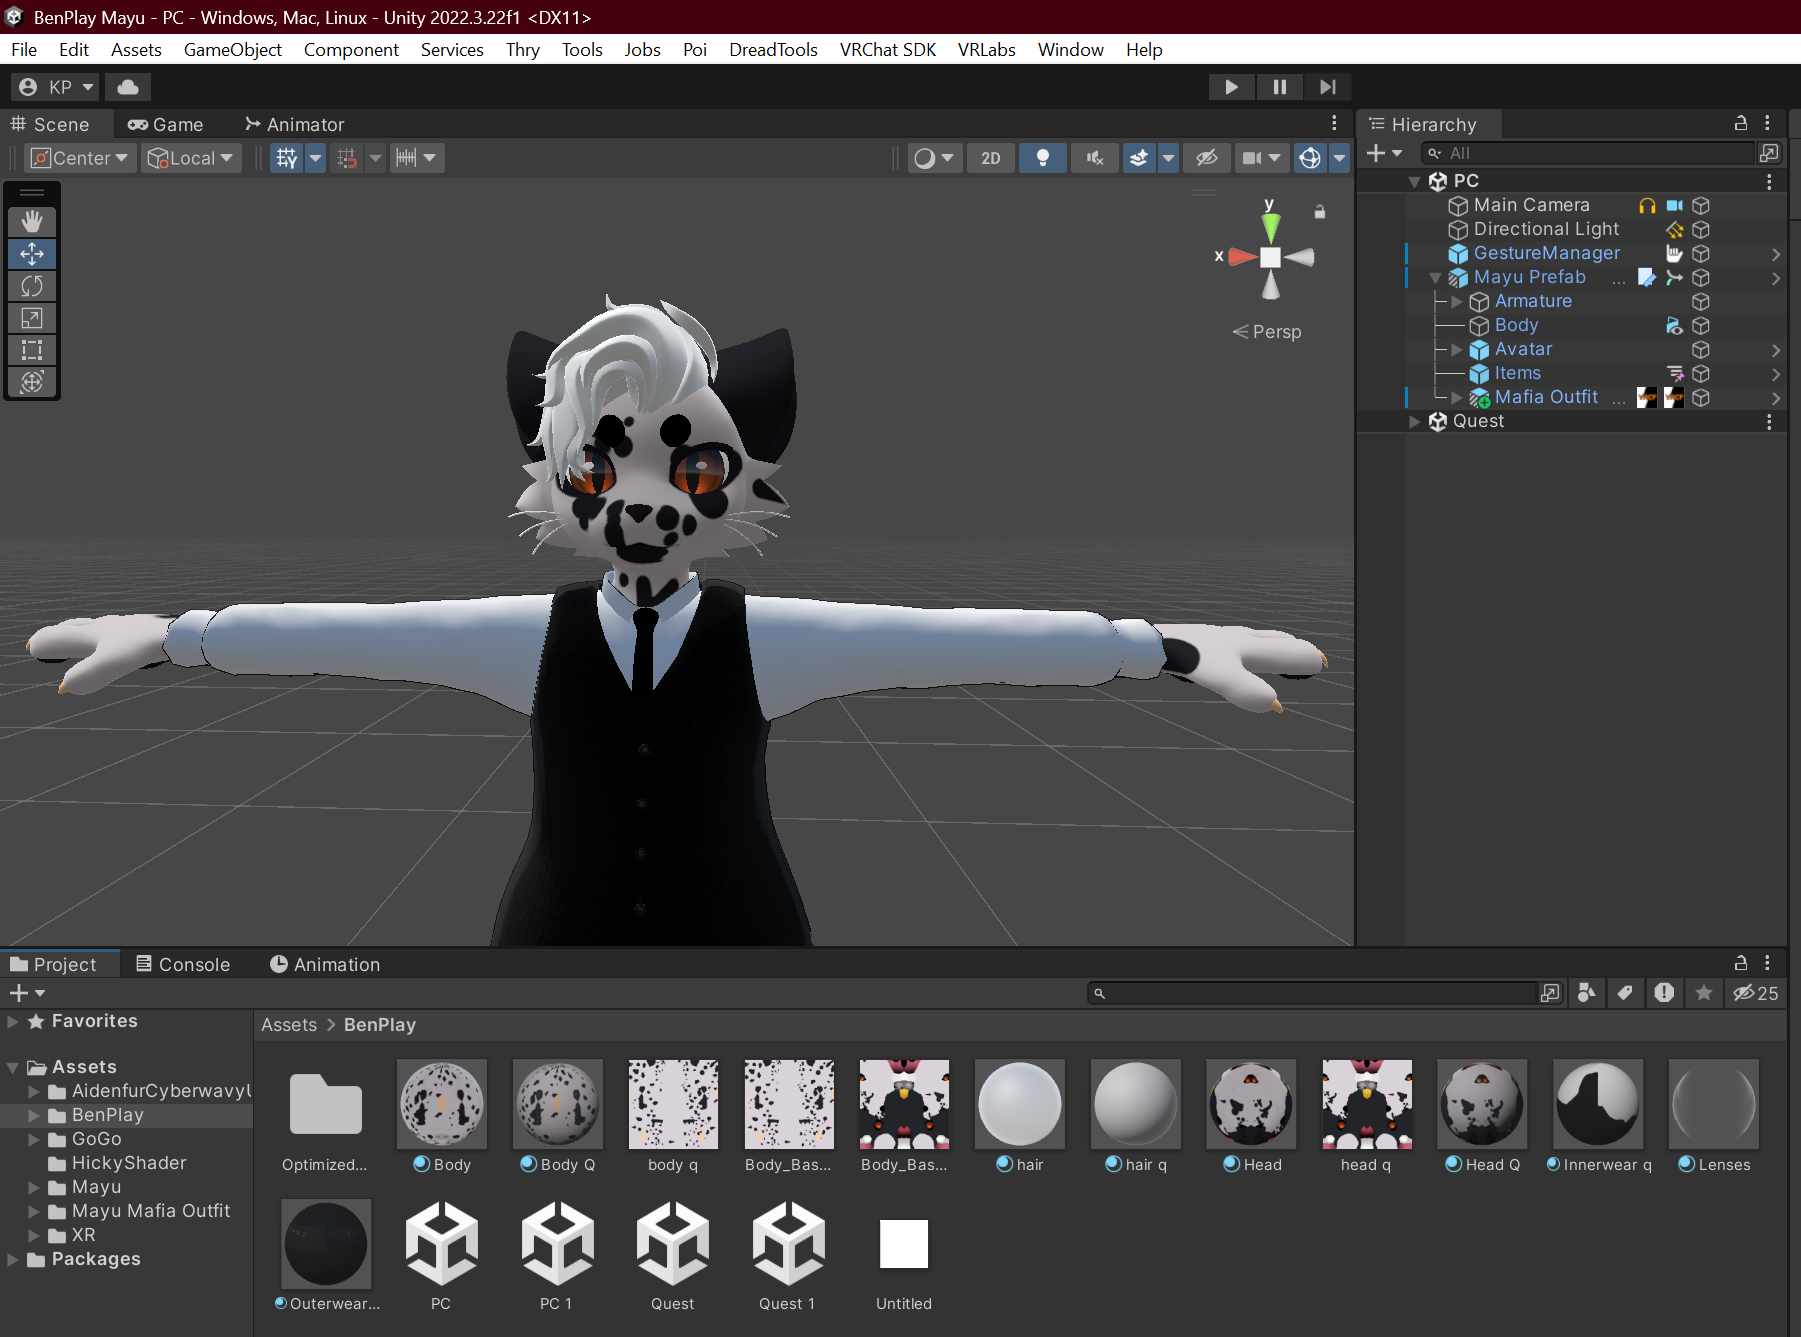 BenPlay Mayu - PC - Windows, Mac, Linux - Unity 2022.3.22f1 <DX11>
File Edit Assets GameObject Component Services Thry Tools Jobs Poi DreadTools VRChat SDK VRLabs Window Help
KP
Scene Game Animator
Center Local 2D
y
x
Persp
Hierarchy
All
PC
Main Camera
Directional Light
GestureManager
Mayu Prefab ...
Armature
Body
Avatar
Items
Mafia Outfit ...
Quest
Project Console Animation
25
Favorites
Assets
AidenfurCyberwavyU
BenPlay
GoGo
HickyShader
Mayu
Mayu Mafia Outfit
XR
Packages
Assets > BenPlay
Optimized... Body Body Q body q Body_Bas... Body_Bas... hair hair q Head head q Head Q Innerwear q Lenses
Outerwear... PC PC 1 Quest Quest 1 Untitled